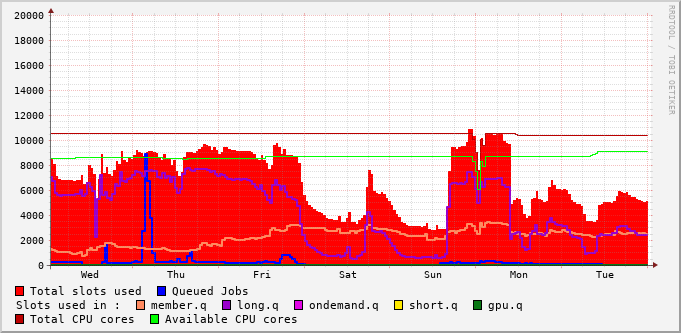 RRDTOOL / TOBI OETIKER
20000
18000
16000
14000
12000
10000
8000
6000
4000
2000
0
Wed Thu Fri Sat Sun Mon Tue
Total slots used Queued Jobs
Slots used in : member.q long.q ondemand.q short.q gpu.q
Total CPU cores Available CPU cores